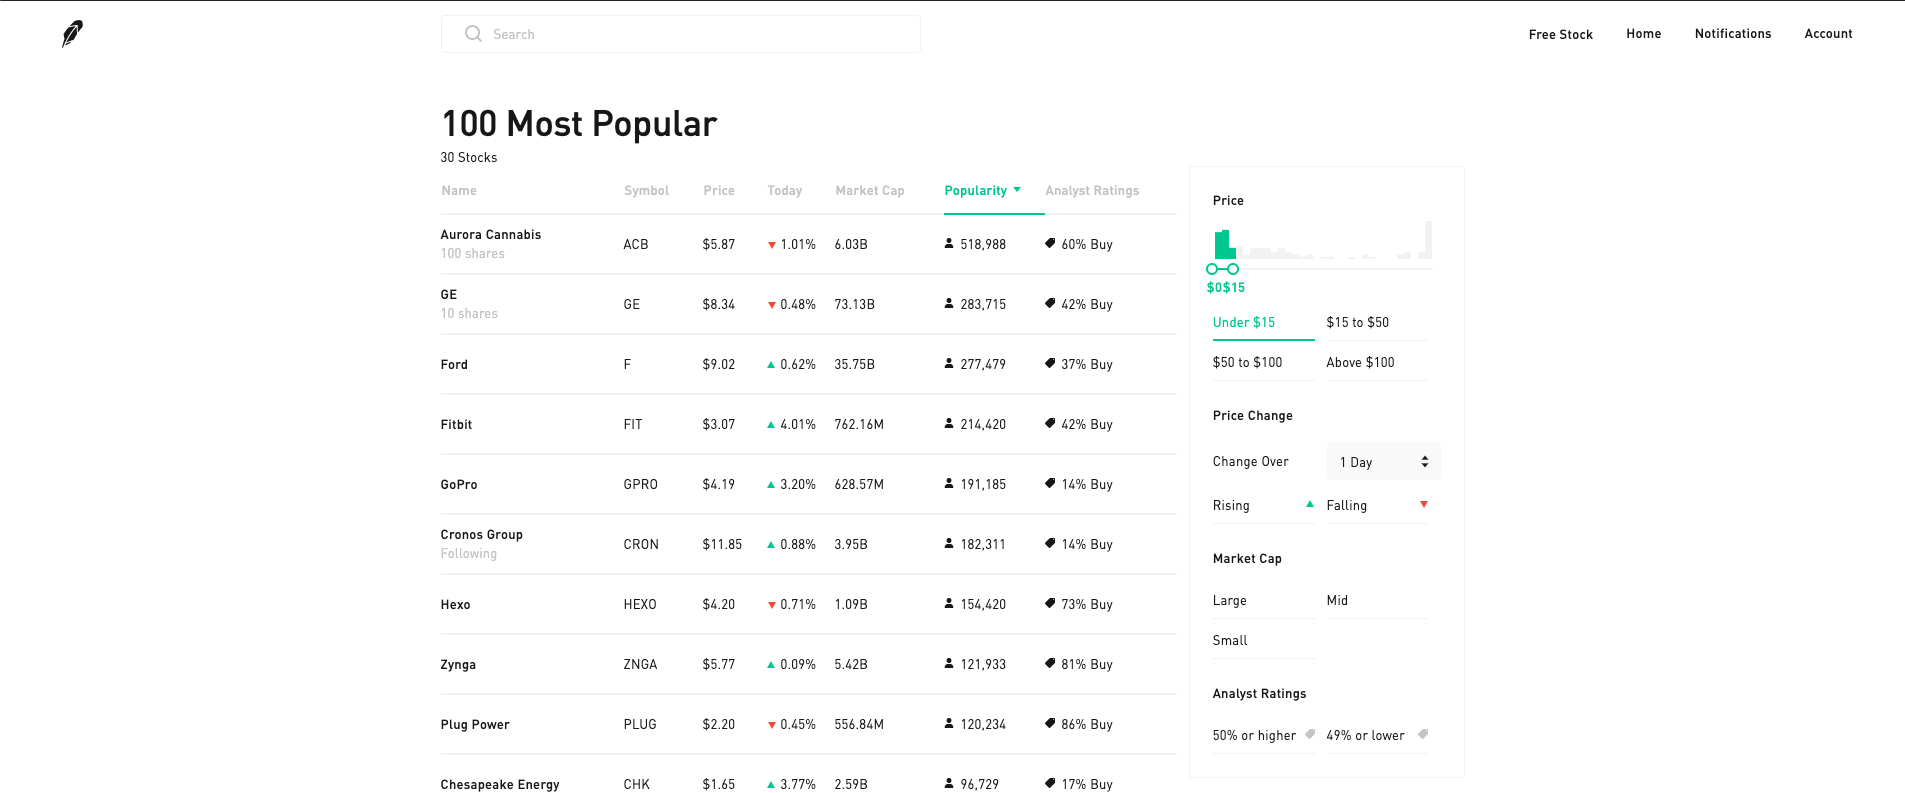 Search
Free Stock Home Notifications Account
100 Most Popular
30 Stocks
Name Symbol Price Today Market Cap Popularity Analyst Ratings
Aurora Cannabis
100 shares
ACB $5.87 1.01% 6.03B 518,988 60% Buy
GE
10 shares
GE $8.34 0.48% 73.13B 283,715 42% Buy
Ford F $9.02 0.62% 35.75B 277,479 37% Buy
Fitbit FIT $3.07 4.01% 762.16M 214,420 42% Buy
GoPro GPRO $4.19 3.20% 628.57M 191,185 14% Buy
Cronos Group
Following
CRON $11.85 0.88% 3.95B 182,311 14% Buy
Hexo HEXO $4.20 0.71% 1.09B 154,420 73% Buy
Zynga ZNGA $5.77 0.09% 5.42B 121,933 81% Buy
Plug Power PLUG $2.20 0.45% 556.84M 120,234 86% Buy
Chesapeake Energy CHK $1.65 3.77% 2.59B 96,729 17% Buy
Price
$0$15
Under $15 $15 to $50
$50 to $100 Above $100
Price Change
Change Over 1 Day
Rising Falling
Market Cap
Large Mid
Small
Analyst Ratings
50% or higher 49% or lower